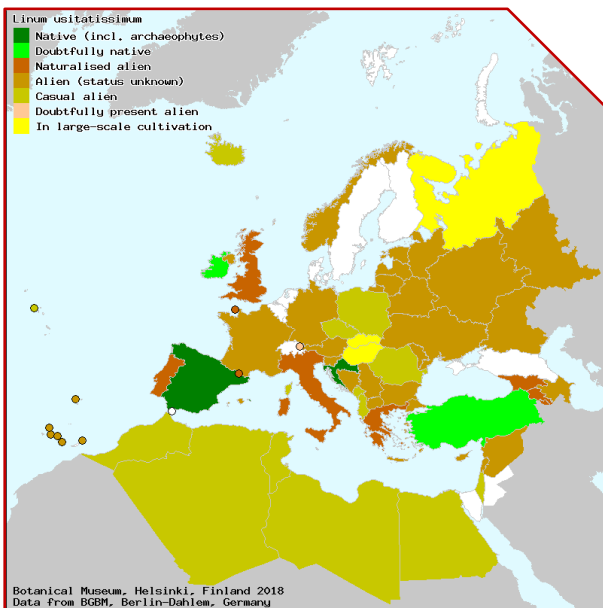 Linum usitatissimum
Native (incl. archaeophytes)
Doubtfully native
Naturalised alien
Alien (status unknown)
Casual alien
Doubtfully present alien
In large-scale cultivation
Botanical Museum, Helsinki, Finland 2018
Data from BGBM, Berlin-Dahlem, Germany